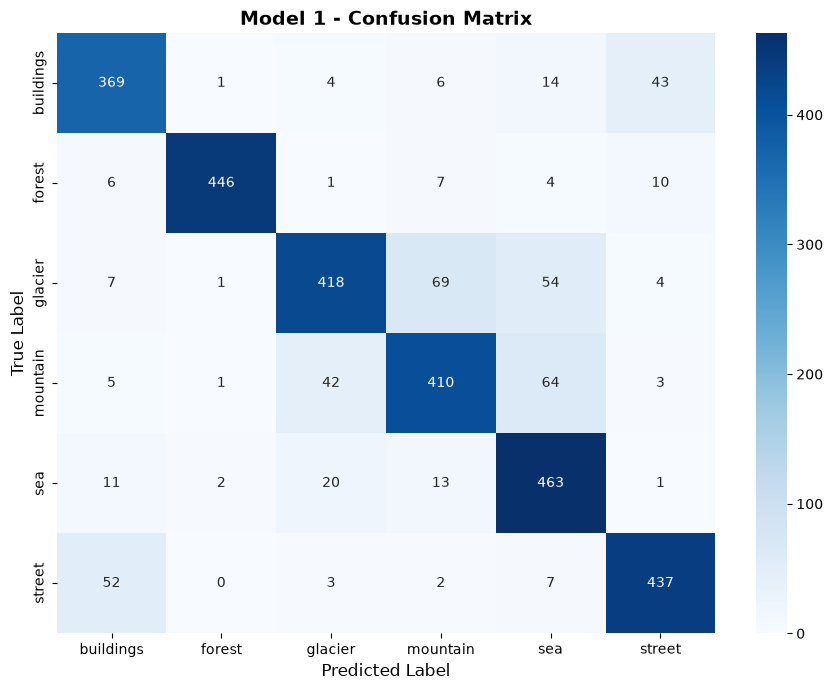 Model 1 - Confusion Matrix
True Label
buildings 369 1 4 6 14 43
forest 6 446 1 7 4 10
glacier 7 1 418 69 54 4
mountain 5 1 42 410 64 3
sea 11 2 20 13 463 1
street 52 0 3 2 7 437
buildings forest glacier mountain sea street
Predicted Label
400
300
200
100
0